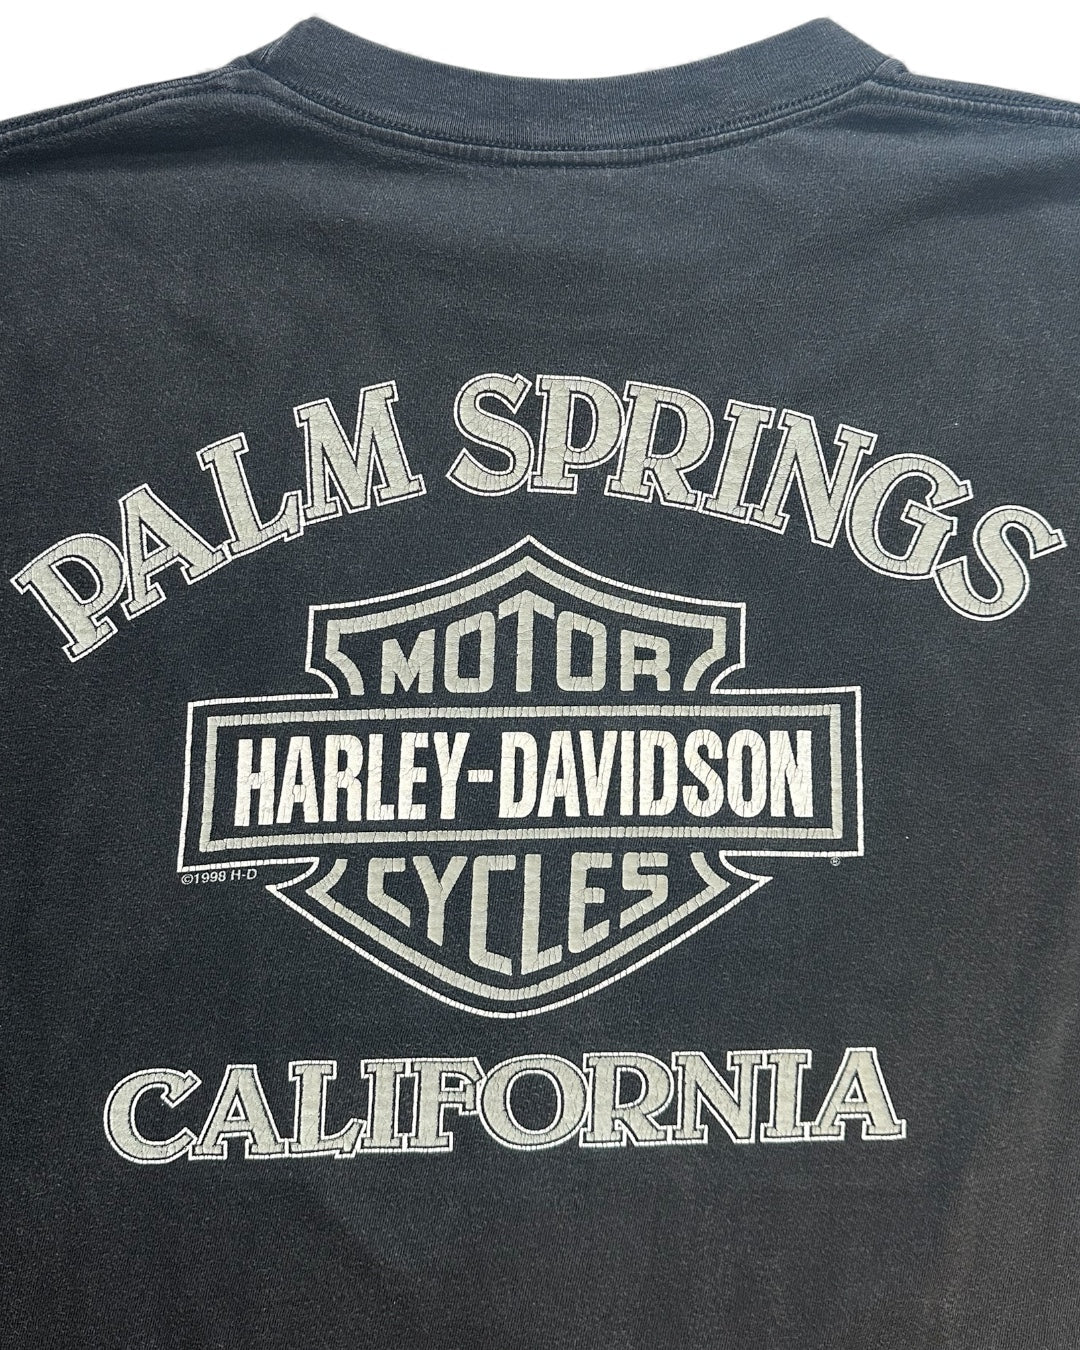 PALM SPRINGS
MOTOR
HARLEY-DAVIDSON
®
©1998 H-D
CYCLES
CALIFORNIA